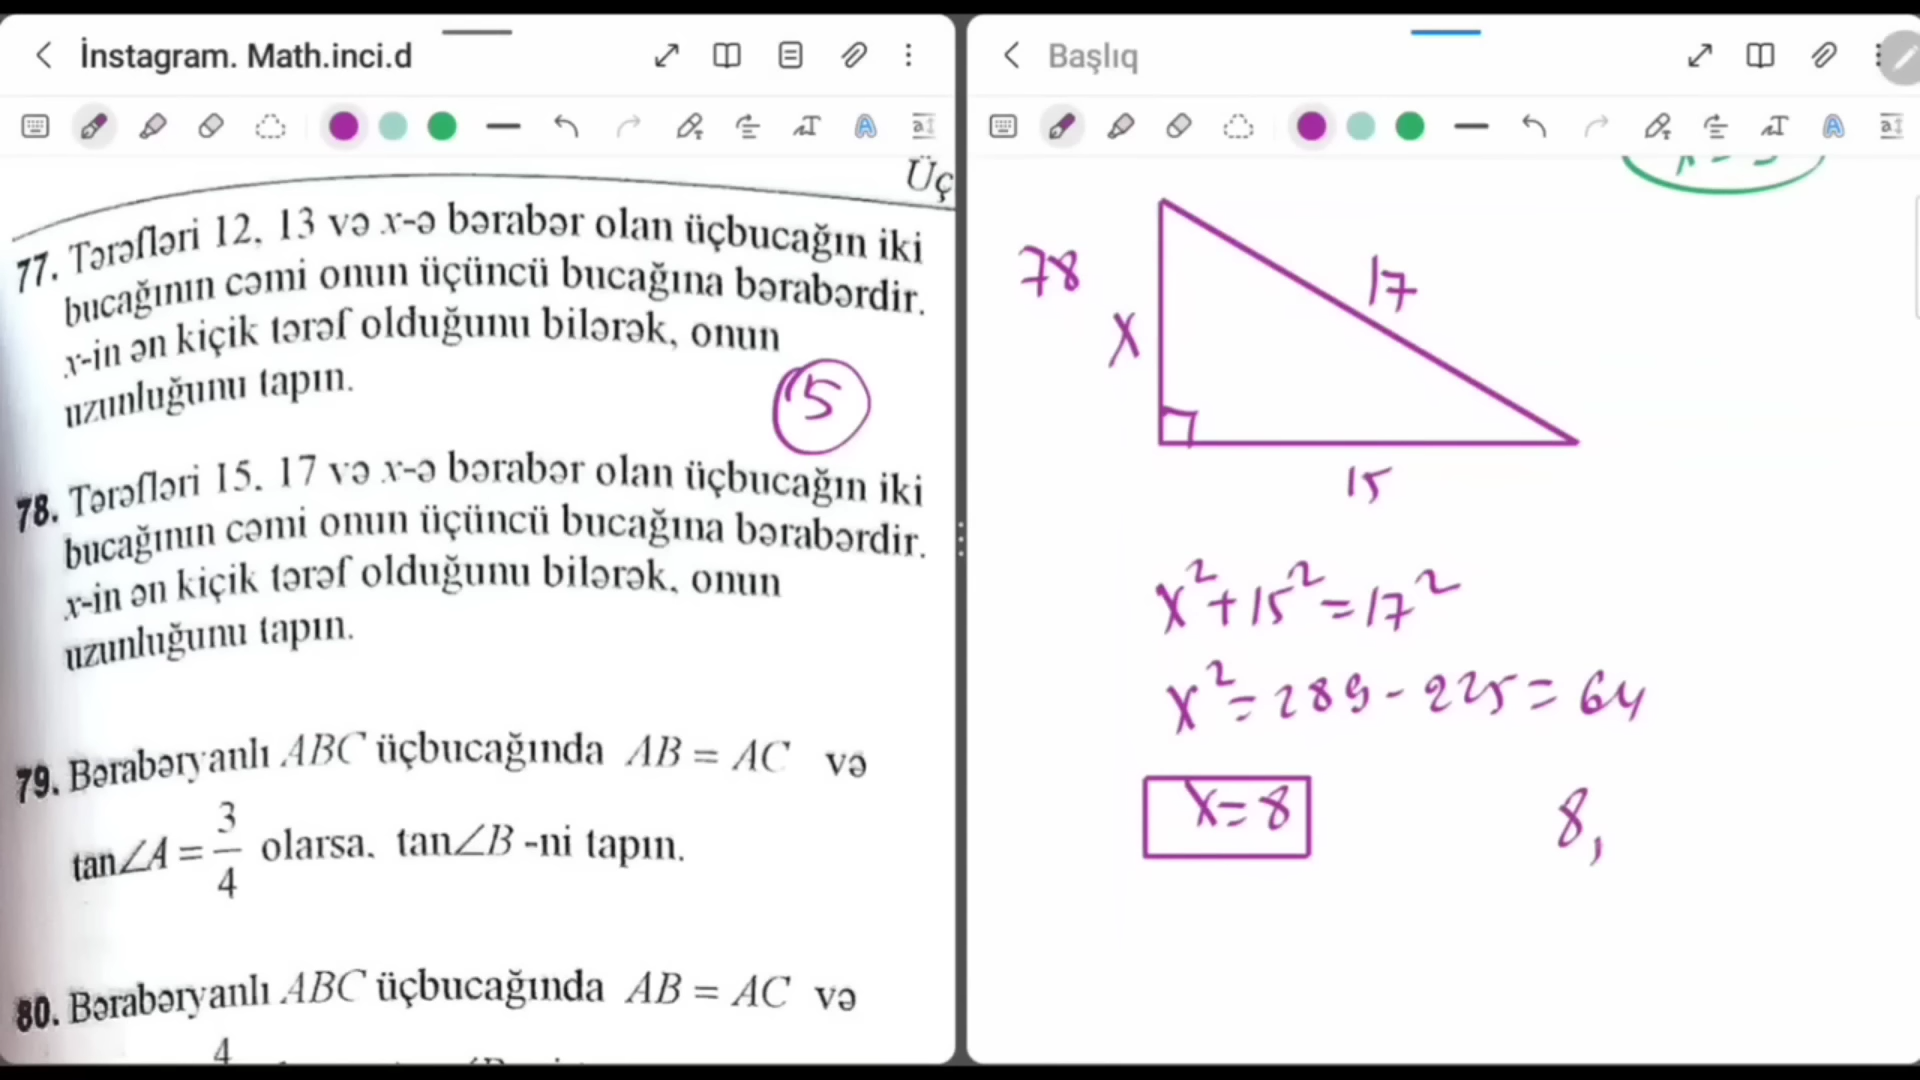 İnstagram. Math.inci.d
Üç
77. Tərəfləri 12, 13 və x-ə bərabər olan üçbucağın iki
bucağının cəmi onun üçüncü bucağına bərabərdir.
x-in ən kiçik tərəf olduğunu bilərək, onun
uzunluğunu tapın.
5
78. Tərəfləri 15, 17 və x-ə bərabər olan üçbucağın iki
bucağının cəmi onun üçüncü bucağına bərabərdir.
x-in ən kiçik tərəf olduğunu bilərək, onun
uzunluğunu tapın.
79. Bərabəryanlı ABC üçbucağında AB = AC və
tan∠A = 3/4 olarsa, tan∠B -ni tapın.
80. Bərabəryanlı ABC üçbucağında AB = AC və
4
Başlıq
78
17
x
15
x² + 15² = 17²
x² = 289 - 225 = 64
x = 8
8,